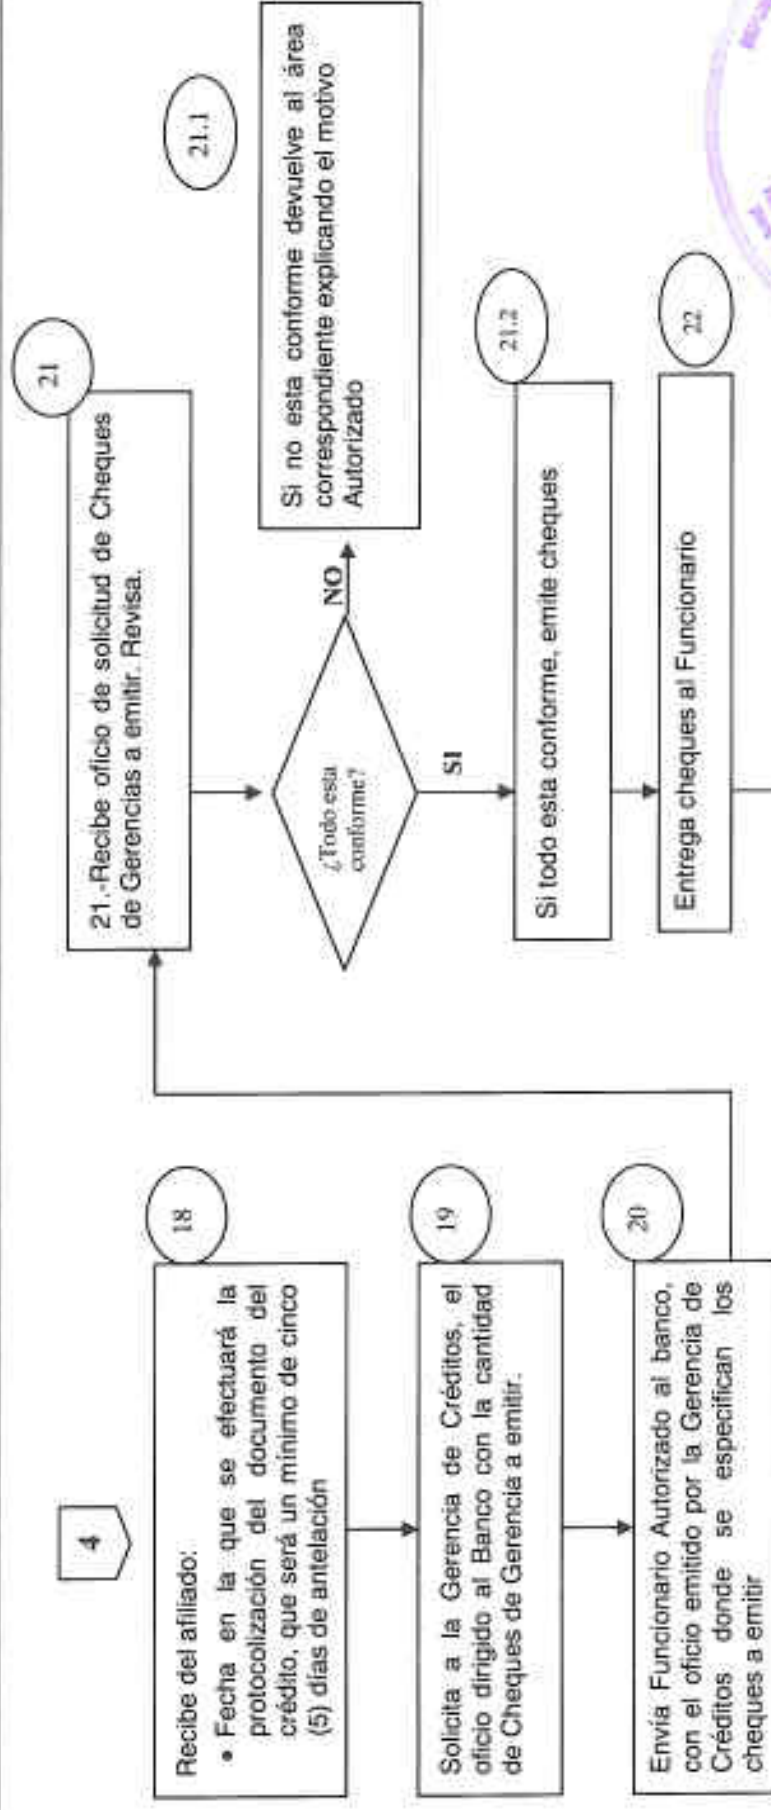 4
18
Recibe del afiliado:
• Fecha en la que se efectuará la
protocolización del documento del
crédito, que será un mínimo de cinco
(5) días de antelación
19
Solicita a la Gerencia de Créditos, el
oficio dirigido al Banco con la cantidad
de Cheques de Gerencia a emitir.
20
Envía Funcionario Autorizado al banco,
con el oficio emitido por la Gerencia de
Créditos donde se especifican los
cheques a emitir
21
21.-Recibe oficio de solicitud de Cheques
de Gerencias a emitir. Revisa.
¿Todo esta
conforme?
NO
21.1
Si no esta conforme devuelve al área
correspondiente explicando el motivo
Autorizado
SI
21.2
Si todo esta conforme, emite cheques
22
Entrega cheques al Funcionario